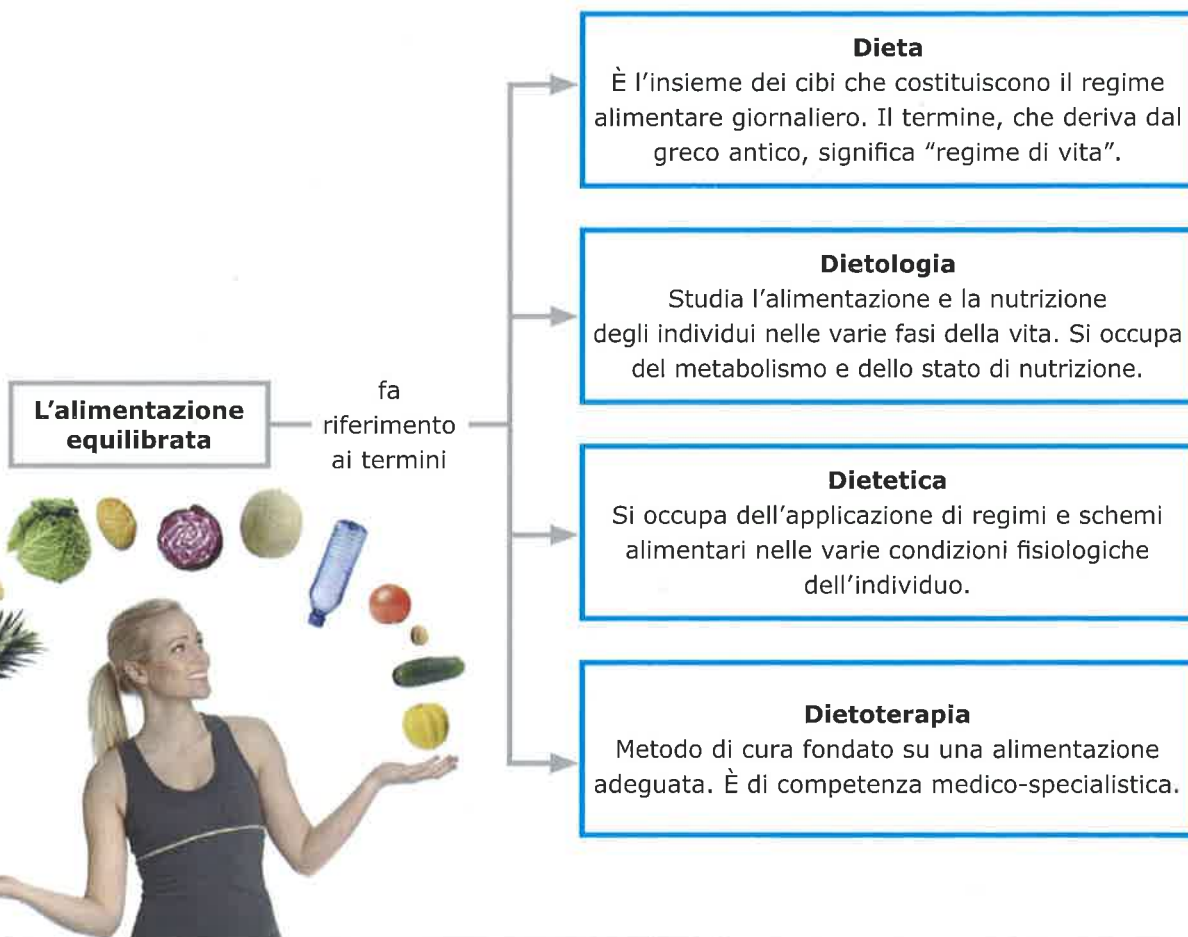 L'alimentazione
equilibrata
fa
riferimento
ai termini
Dieta
È l'insieme dei cibi che costituiscono il regime
alimentare giornaliero. Il termine, che deriva dal
greco antico, significa “regime di vita”.
Dietologia
Studia l'alimentazione e la nutrizione
degli individui nelle varie fasi della vita. Si occupa
del metabolismo e dello stato di nutrizione.
Dietetica
Si occupa dell'applicazione di regimi e schemi
alimentari nelle varie condizioni fisiologiche
dell'individuo.
Dietoterapia
Metodo di cura fondato su una alimentazione
adeguata. È di competenza medico-specialistica.